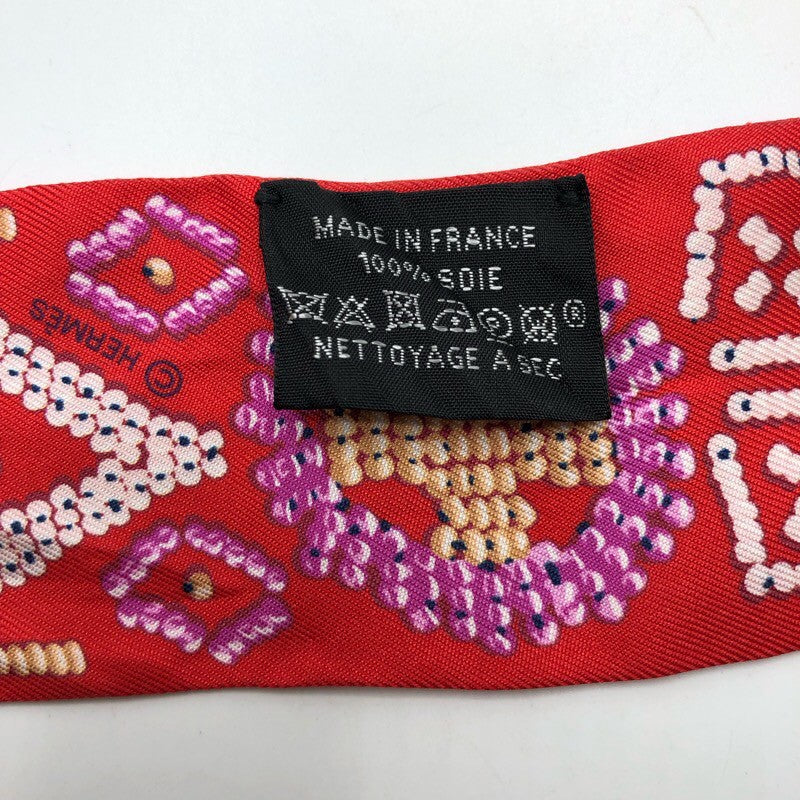 MADE IN FRANCE
100% SOIE
®
NETTOYAGE A SEC
© HERMÈS